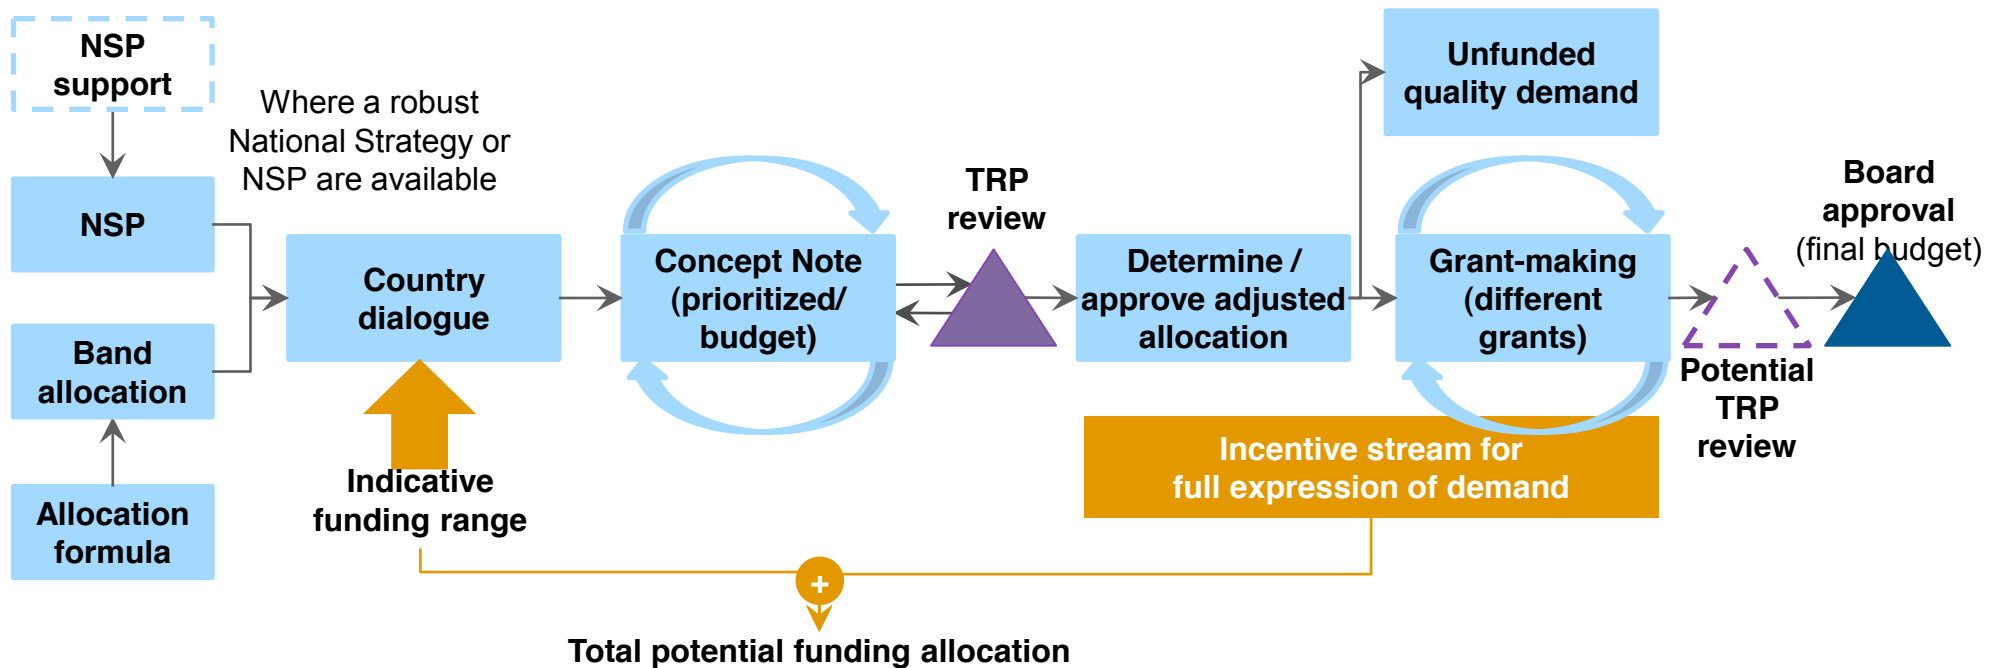 NSP
support
Where a robust
National Strategy or
NSP are available
NSP
Band
allocation
Allocation
formula
Country
dialogue
Indicative
funding range
Concept Note
(prioritized/
budget)
TRP
review
Determine /
approve adjusted
allocation
Unfunded
quality demand
Grant-making
(different
grants)
Incentive stream for
full expression of demand
Potential
TRP
review
Board
approval
(final budget)
+
Total potential funding allocation